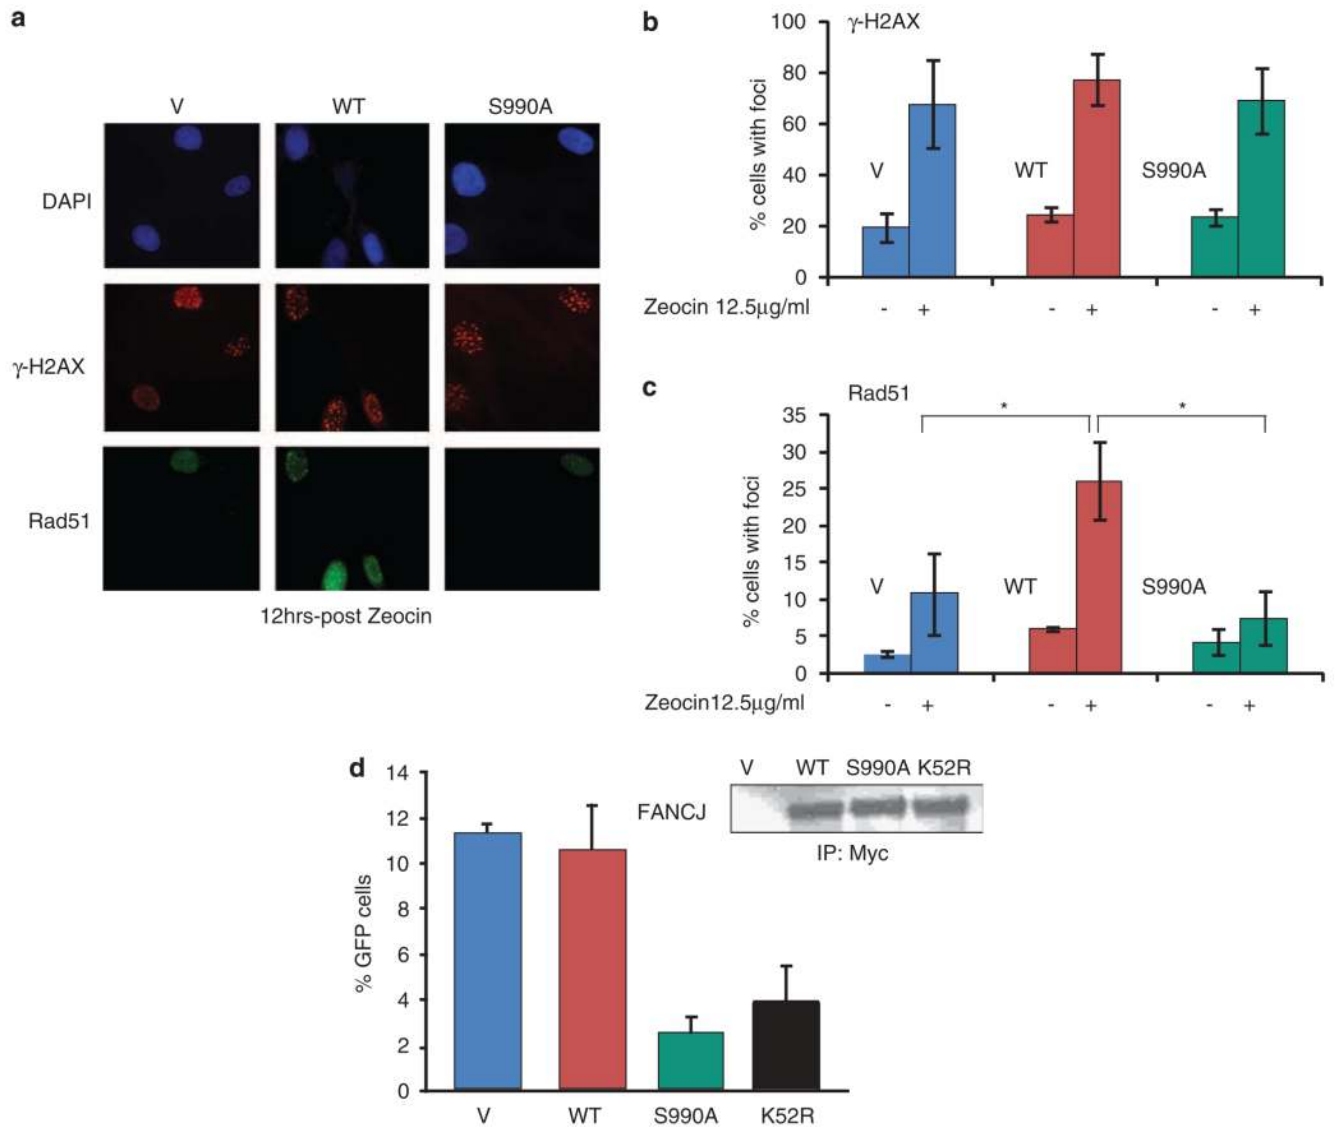 a
V WT S990A
DAPI
γ-H2AX
Rad51
12hrs-post Zeocin
b
γ-H2AX
% cells with foci
100
80
60
40
20
0
V WT S990A
Zeocin 12.5μg/ml - + - + - +
c
Rad51
% cells with foci
35
30
25
20
15
10
5
0
* *
V WT S990A
Zeocin12.5μg/ml - + - + - +
d
% GFP cells
14
12
10
8
6
4
2
0
V WT S990A K52R
V WT S990A K52R
FANCJ
IP: Myc